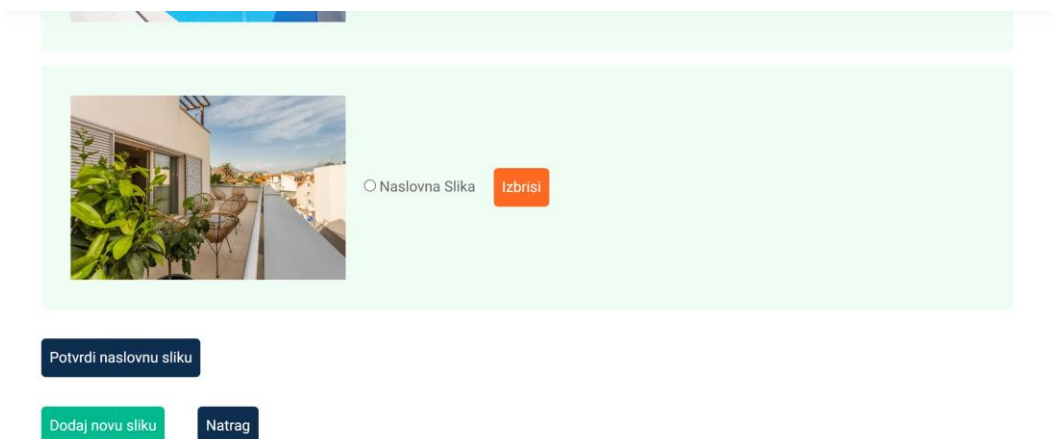 Naslovna Slika
Izbrisi
Potvrdi naslovnu sliku
Dodaj novu sliku
Natrag